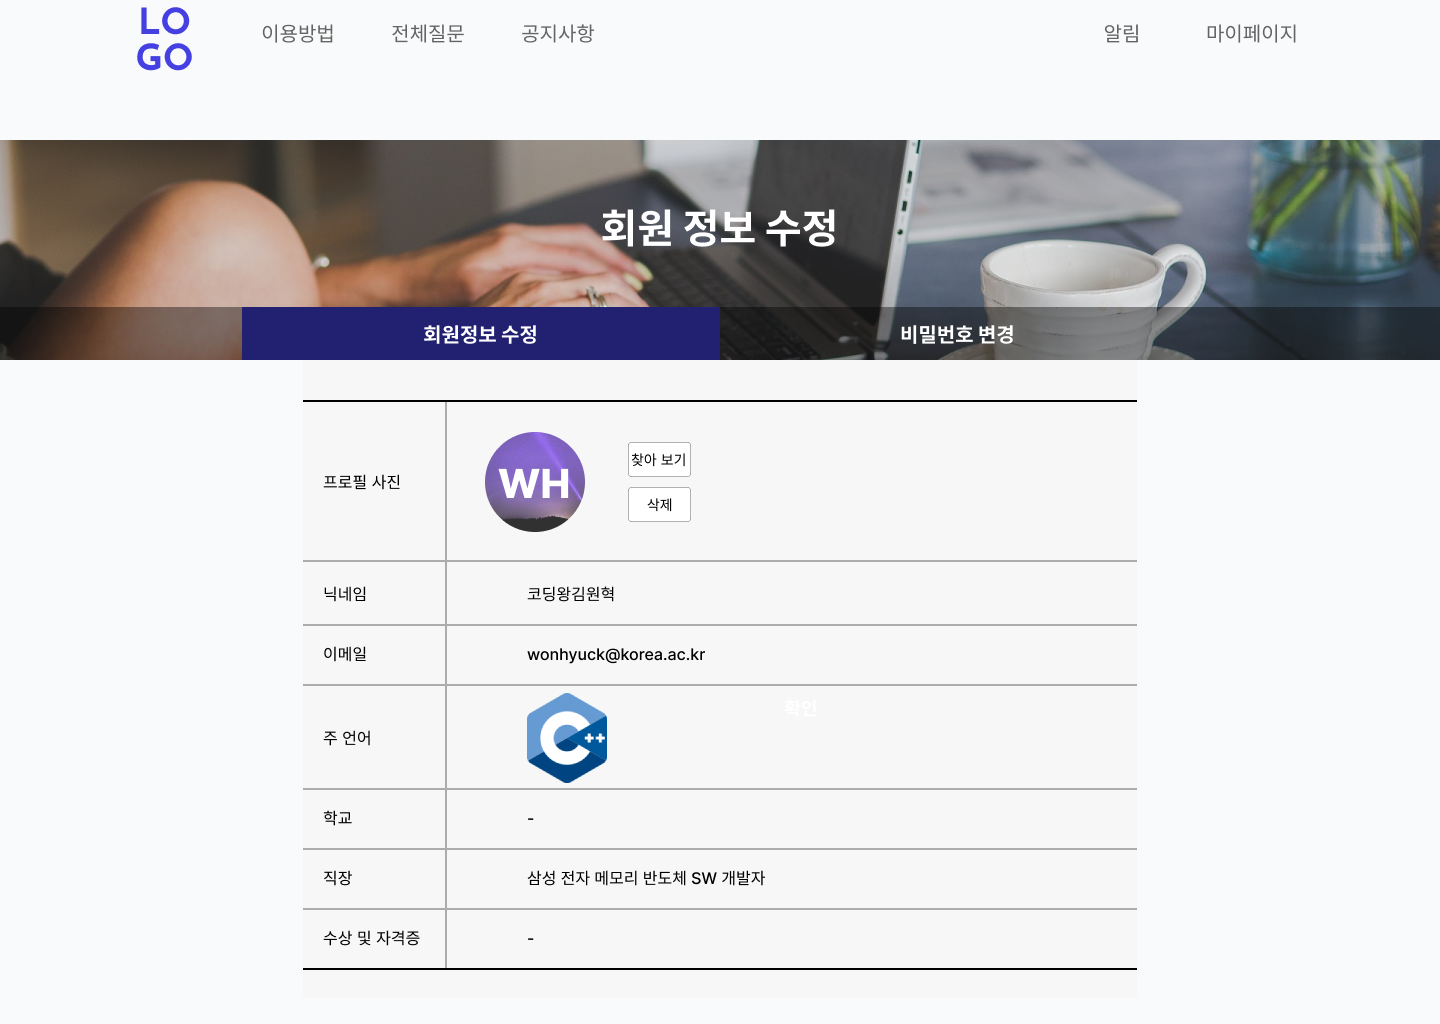 LO
GO
이용방법 전체질문 공지사항 알림 마이페이지
회원 정보 수정
회원정보 수정 비밀번호 변경
프로필 사진
WH
찾아 보기
삭제
닉네임 코딩왕김원혁
이메일 wonhyuck@korea.ac.kr
주 언어
C++
확인
학교 -
직장 삼성 전자 메모리 반도체 SW 개발자
수상 및 자격증 -